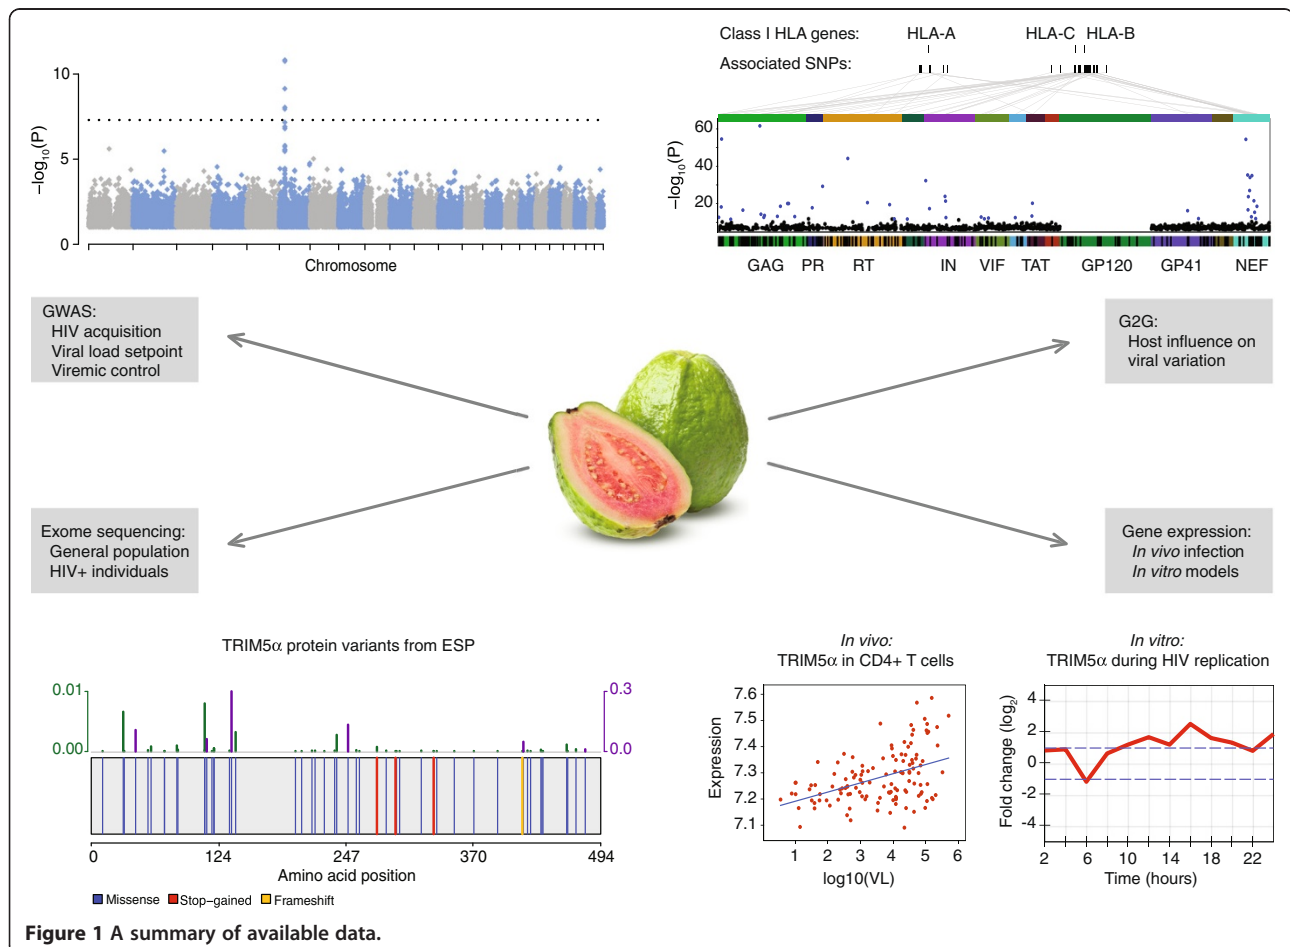 Class I HLA genes: HLA-A HLA-C HLA-B
Associated SNPs:
−log10(P)
10
5
0
Chromosome
−log10(P)
60
40
20
GAG PR RT IN VIF TAT GP120 GP41 NEF
GWAS:
HIV acquisition
Viral load setpoint
Viremic control
G2G:
Host influence on
viral variation
Exome sequencing:
General population
HIV+ individuals
Gene expression:
In vivo infection
In vitro models
TRIM5α protein variants from ESP
0.01 0.3
0.00 0.0
0 124 247 370 494
Amino acid position
Missense Stop−gained Frameshift
In vivo:
TRIM5α in CD4+ T cells
Expression
7.6
7.5
7.4
7.3
7.2
7.1
1 2 3 4 5 6
log10(VL)
In vitro:
TRIM5α during HIV replication
Fold change (log2)
4
2
0
-2
-4
2 6 10 14 18 22
Time (hours)
Figure 1 A summary of available data.